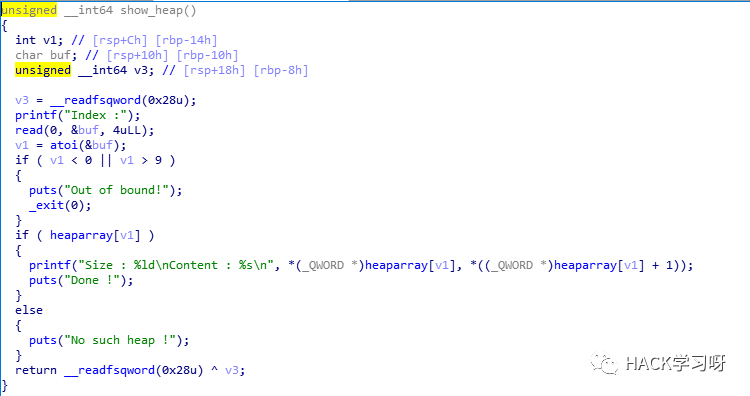 unsigned __int64 show_heap()
{
  int v1; // [rsp+Ch] [rbp-14h]
  char buf; // [rsp+10h] [rbp-10h]
  unsigned __int64 v3; // [rsp+18h] [rbp-8h]

  v3 = __readfsqword(0x28u);
  printf("Index :");
  read(0, &buf, 4uLL);
  v1 = atoi(&buf);
  if ( v1 < 0 || v1 > 9 )
  {
    puts("Out of bound!");
    _exit(0);
  }
  if ( heaparray[v1] )
  {
    printf("Size : %ld\nContent : %s\n", *(_QWORD *)heaparray[v1], *((_QWORD *)heaparray[v1] + 1));
    puts("Done !");
  }
  else
  {
    puts("No such heap !");
  }
  return __readfsqword(0x28u) ^ v3;
}
HACK学习呀